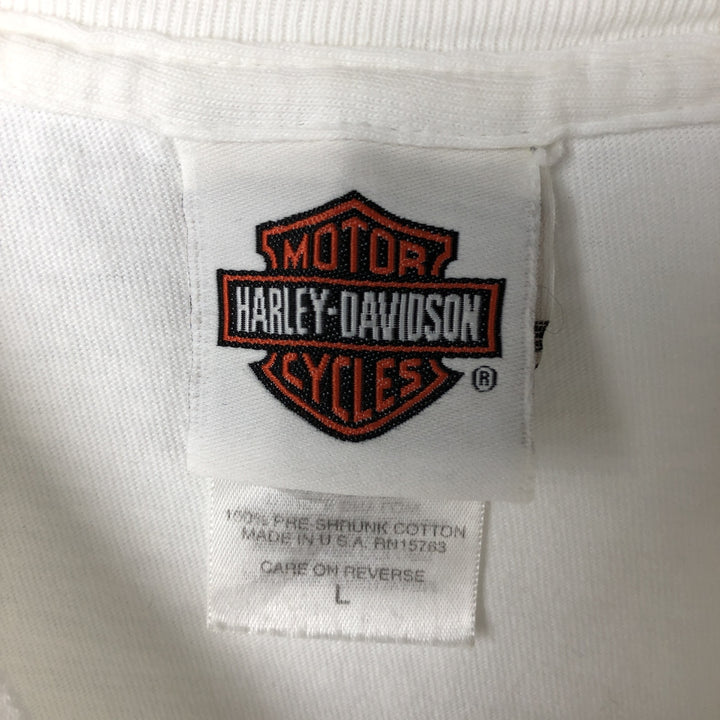 MOTOR
HARLEY-DAVIDSON
CYCLES
®
100% PRE-SHRUNK COTTON
MADE IN U.S.A. RN15763
CARE ON REVERSE
L